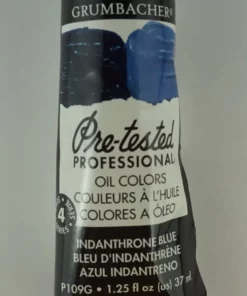 GRUMBACHER®
Pre-tested
PROFESSIONAL
OIL COLORS
COULEURS À L'HUILE
COLORES A ÓLEO
4
INDANTHRONE BLUE
BLEU D'INDANTHRÈNE
AZUL INDANTRENO
P109G • 1.25 fl oz (us) 37 ml